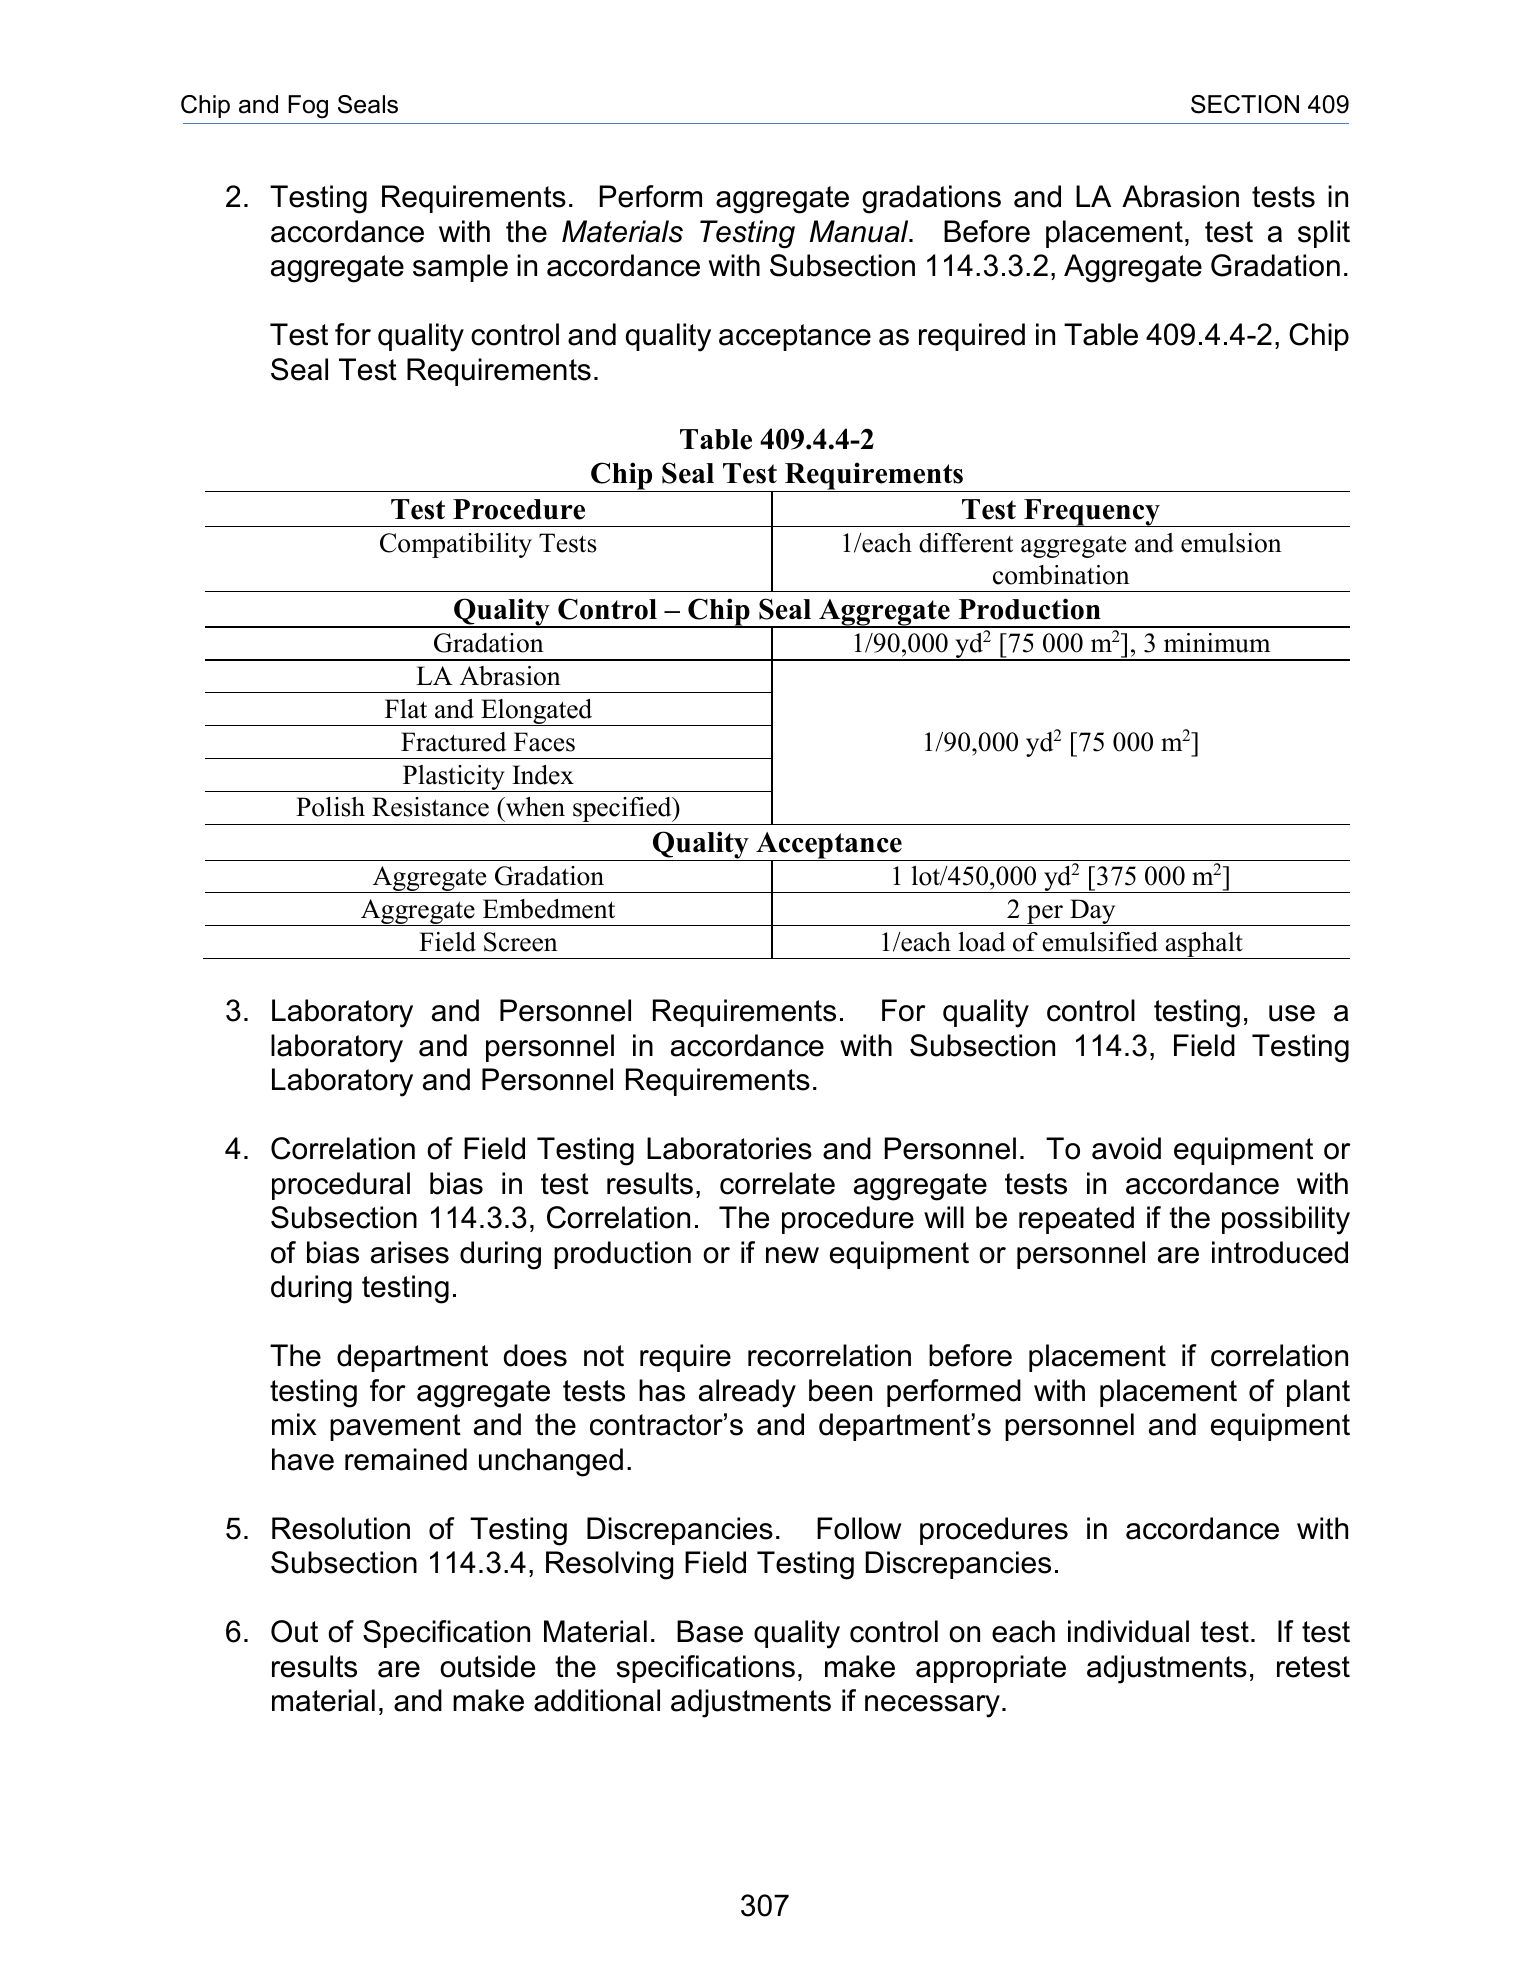 Chip and Fog Seals SECTION 409
2. Testing Requirements. Perform aggregate gradations and LA Abrasion tests in
accordance with the Materials Testing Manual. Before placement, test a split
aggregate sample in accordance with Subsection 114.3.3.2, Aggregate Gradation.
Test for quality control and quality acceptance as required in Table 409.4.4-2, Chip
Seal Test Requirements.
Table 409.4.4-2
Chip Seal Test Requirements
Test Procedure Test Frequency
Compatibility Tests 1/each different aggregate and emulsion
combination
Quality Control – Chip Seal Aggregate Production
Gradation 1/90,000 yd² [75 000 m²], 3 minimum
LA Abrasion
Flat and Elongated
Fractured Faces 1/90,000 yd² [75 000 m²]
Plasticity Index
Polish Resistance (when specified)
Quality Acceptance
Aggregate Gradation 1 lot/450,000 yd² [375 000 m²]
Aggregate Embedment 2 per Day
Field Screen 1/each load of emulsified asphalt
3. Laboratory and Personnel Requirements. For quality control testing, use a
laboratory and personnel in accordance with Subsection 114.3, Field Testing
Laboratory and Personnel Requirements.
4. Correlation of Field Testing Laboratories and Personnel. To avoid equipment or
procedural bias in test results, correlate aggregate tests in accordance with
Subsection 114.3.3, Correlation. The procedure will be repeated if the possibility
of bias arises during production or if new equipment or personnel are introduced
during testing.
The department does not require recorrelation before placement if correlation
testing for aggregate tests has already been performed with placement of plant
mix pavement and the contractor’s and department’s personnel and equipment
have remained unchanged.
5. Resolution of Testing Discrepancies. Follow procedures in accordance with
Subsection 114.3.4, Resolving Field Testing Discrepancies.
6. Out of Specification Material. Base quality control on each individual test. If test
results are outside the specifications, make appropriate adjustments, retest
material, and make additional adjustments if necessary.
307